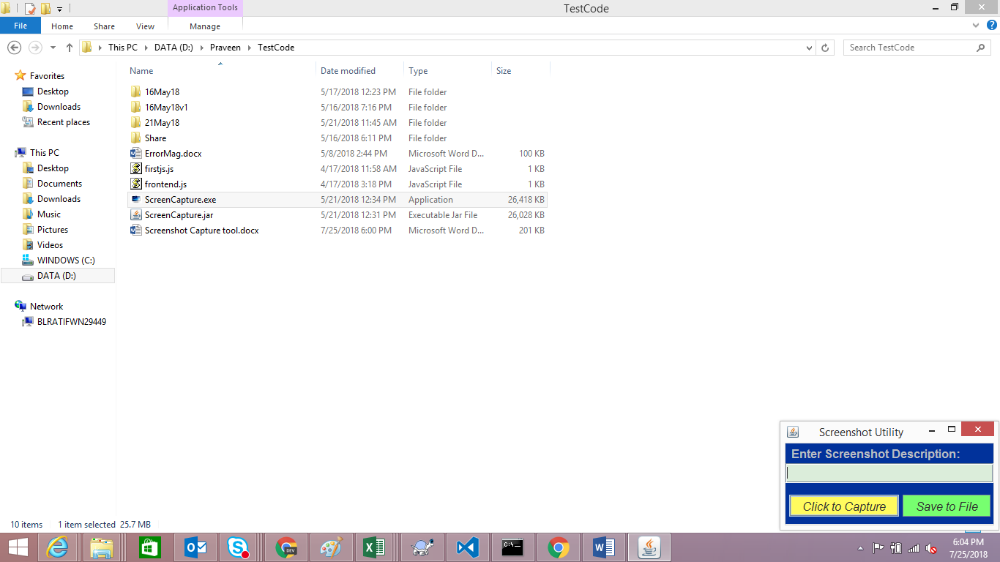 Application Tools
TestCode
File Home Share View Manage
This PC DATA (D:) Praveen TestCode
Search TestCode
Name Date modified Type Size
Favorites
Desktop
Downloads
Recent places
This PC
Desktop
Documents
Downloads
Music
Pictures
Videos
WINDOWS (C:)
DATA (D:)
Network
BLRATIFWN29449
16May18 5/17/2018 12:23 PM File folder
16May18v1 5/16/2018 7:16 PM File folder
21May18 5/21/2018 11:45 AM File folder
Share 5/16/2018 6:11 PM File folder
ErrorMag.docx 5/8/2018 2:44 PM Microsoft Word D... 100 KB
firstjs.js 4/17/2018 11:58 AM JavaScript File 1 KB
frontend.js 4/17/2018 3:18 PM JavaScript File 1 KB
ScreenCapture.exe 5/21/2018 12:34 PM Application 26,418 KB
ScreenCapture.jar 5/21/2018 12:31 PM Executable Jar File 26,028 KB
Screenshot Capture tool.docx 7/25/2018 6:00 PM Microsoft Word D... 201 KB
Screenshot Utility
Enter Screenshot Description:
Click to Capture Save to File
10 items 1 item selected 25.7 MB
DEV
C:\
6:04 PM
7/25/2018